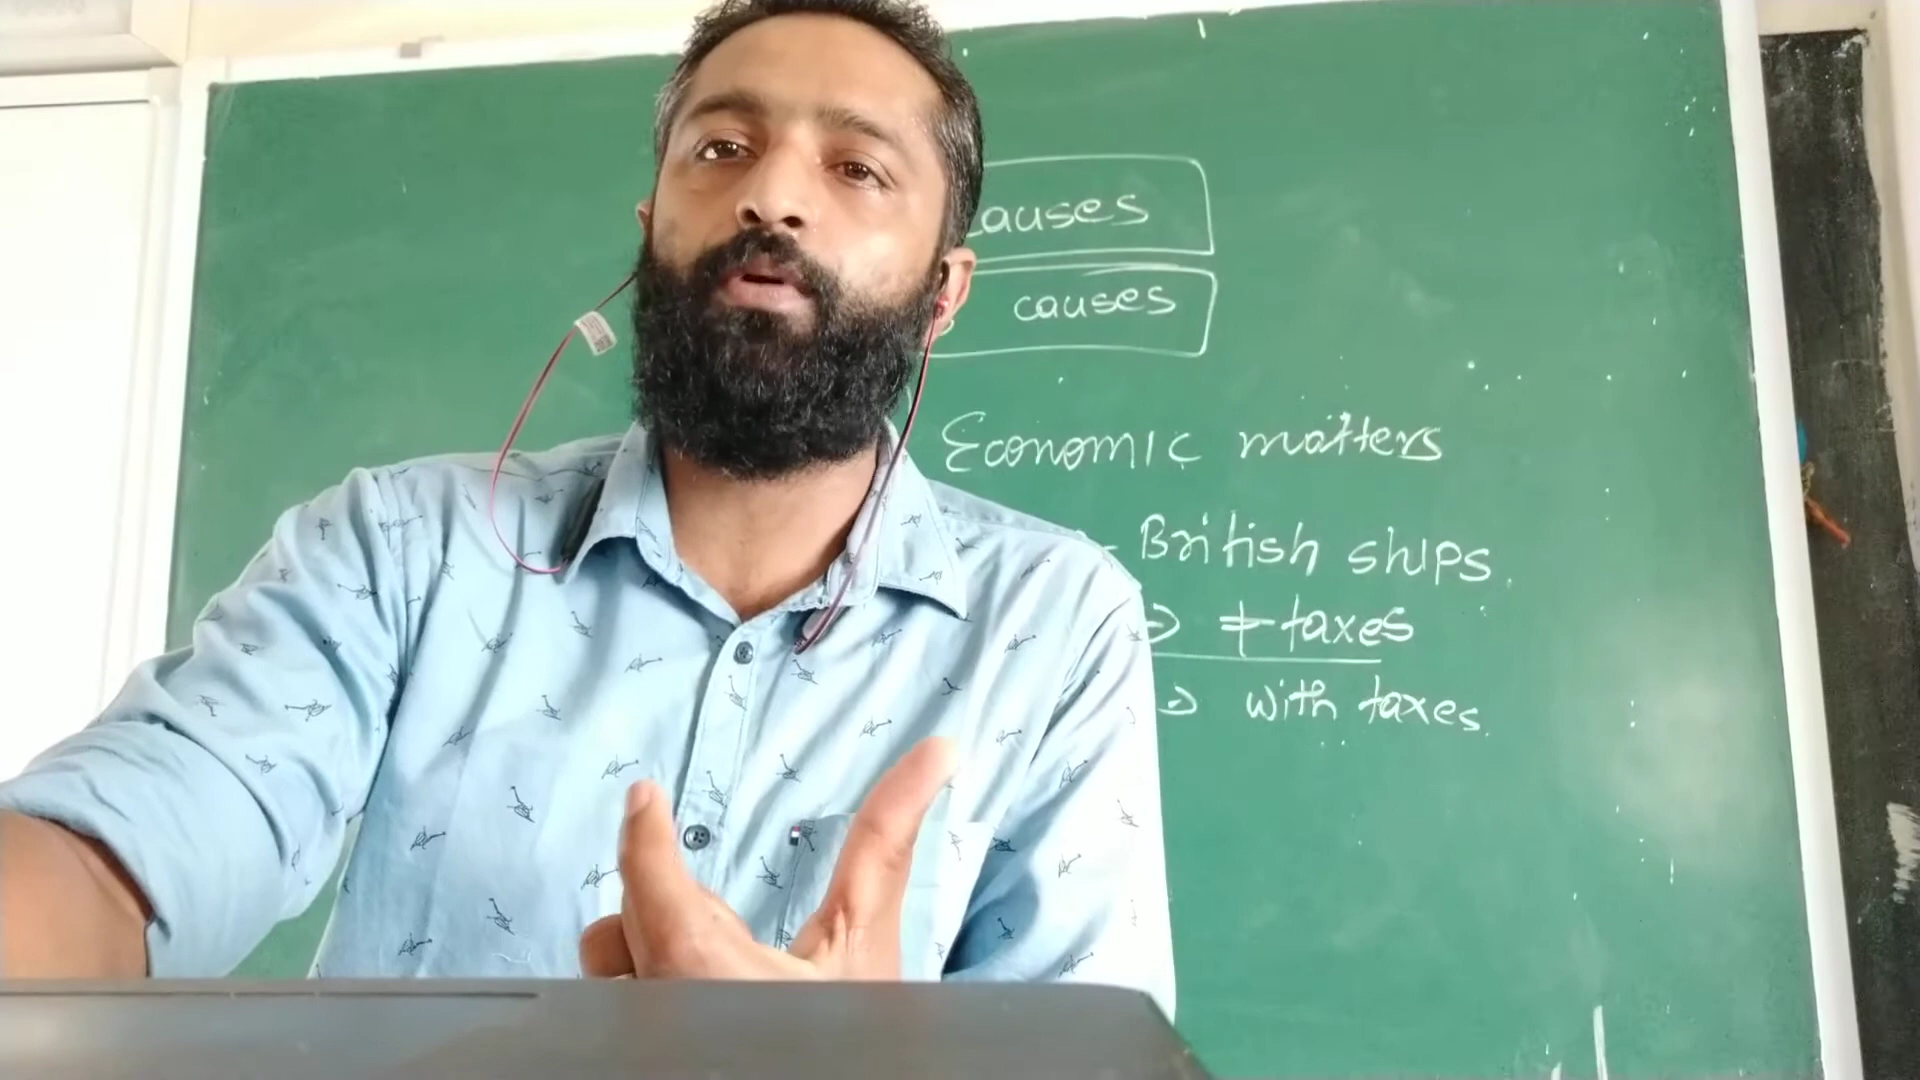 causes
causes
Economic matters
- British ships.
→ ≠ taxes
→ with taxes.